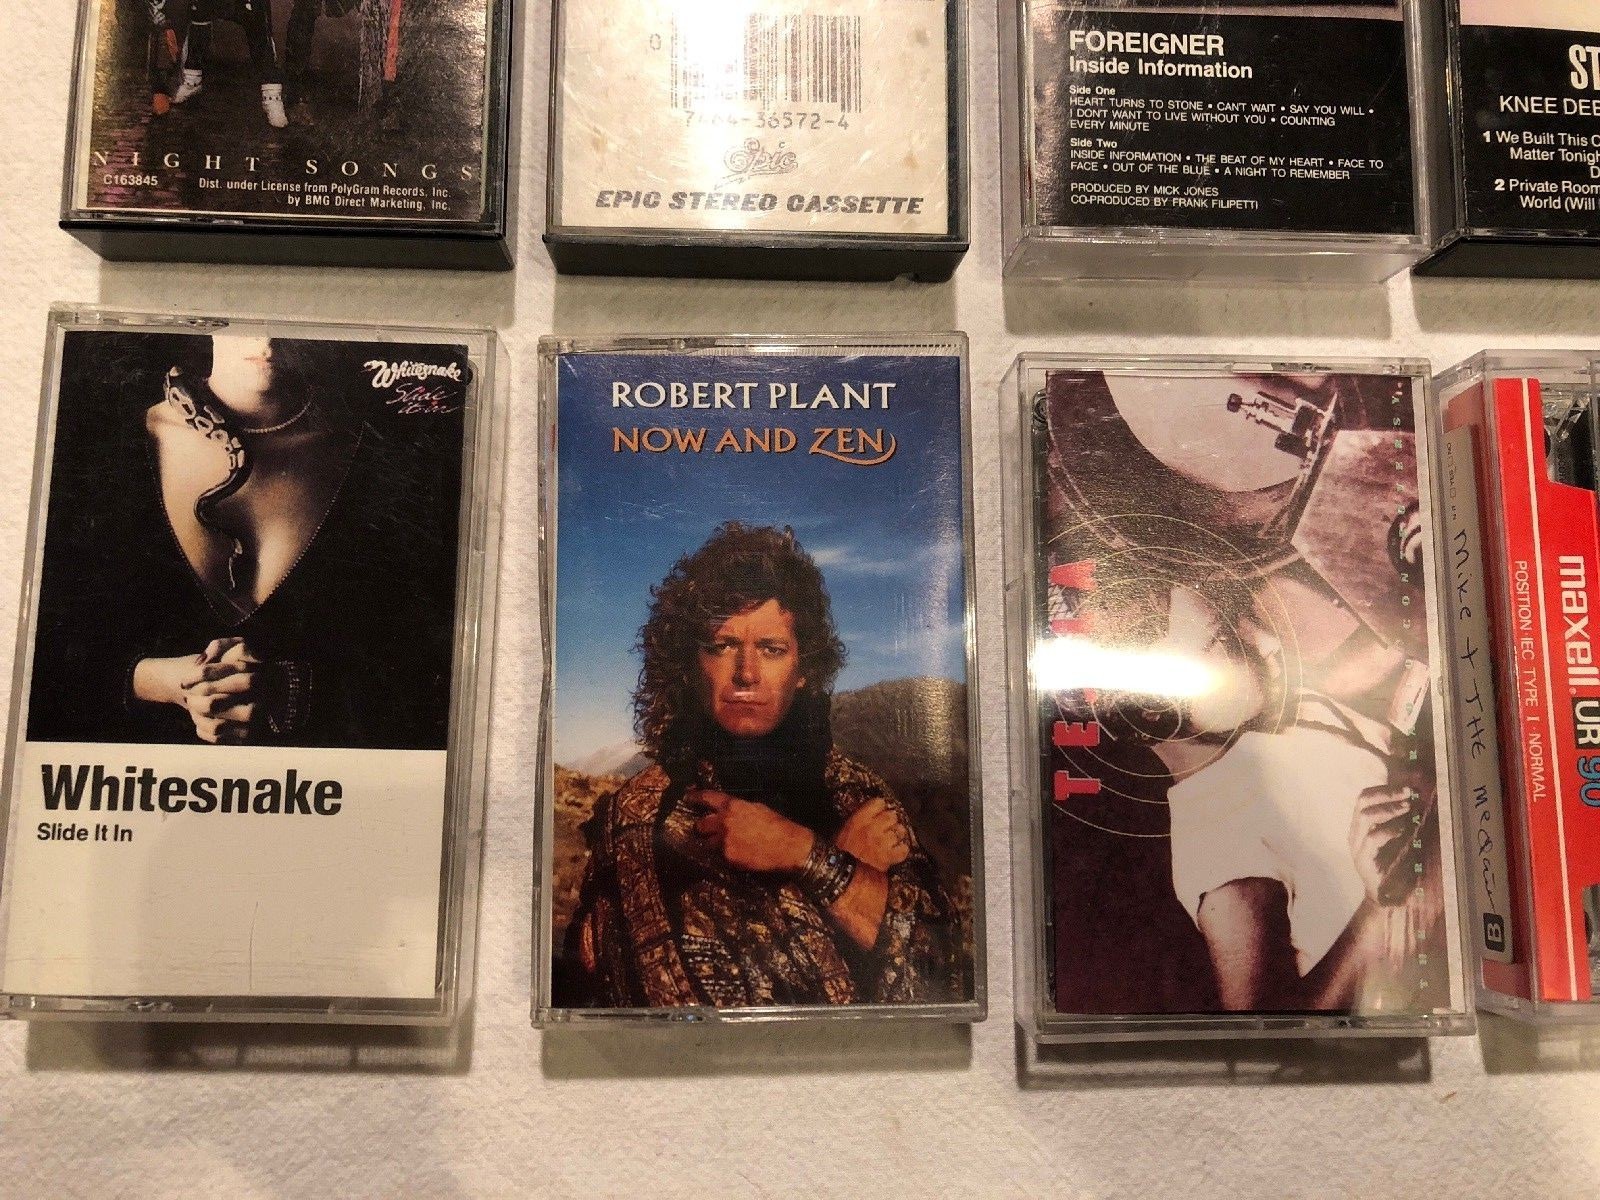 NIGHT SONGS
C163845
Dist. under License from PolyGram Records, Inc.
by BMG Direct Marketing, Inc.
0
36572-4
Epic
EPIC STEREO CASSETTE
FOREIGNER
Inside Information
Side One
HEART TURNS TO STONE • CAN'T WAIT • SAY YOU WILL •
I DON'T WANT TO LIVE WITHOUT YOU • COUNTING
EVERY MINUTE
Side Two
INSIDE INFORMATION • THE BEAT OF MY HEART • FACE TO
FACE • OUT OF THE BLUE • A NIGHT TO REMEMBER
PRODUCED BY MICK JONES
CO-PRODUCED BY FRANK FILIPETTI
ST
KNEE DEE
1 We Built This C
Matter Tonigh
D
2 Private Room
World (Will
Whitesnake
Slide
it in
Whitesnake
Slide It In
ROBERT PLANT
NOW AND ZEN
TE
LA
Mike + THE
B
maxell UR 90
POSITION IEC TYPE I NORMAL